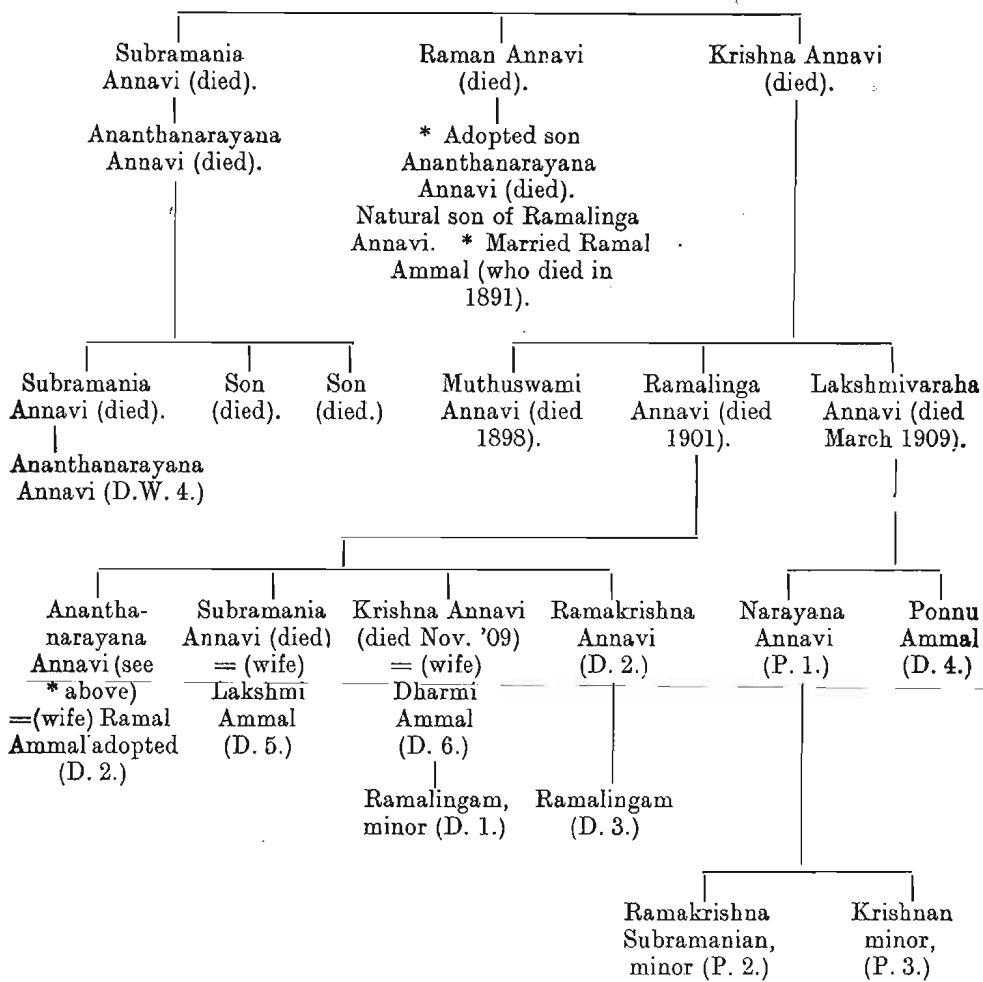 Subramania
Annavi (died).
Raman Annavi
(died).
Krishna Annavi
(died).
Ananthanarayana
Annavi (died).
* Adopted son
Ananthanarayana
Annavi (died).
Natural son of Ramalinga
Annavi. * Married Ramal
Ammal (who died in
1891).
Subramania
Annavi (died).
Son
(died).
Son
(died.)
Muthuswami
Annavi (died
1898).
Ramalinga
Annavi (died
1901).
Lakshmivaraha
Annavi (died
March 1909).
Ananthanarayana
Annavi (D.W. 4.)
Anantha-
narayana
Annavi (see
* above)
=(wife) Ramal
Ammal adopted
(D. 2.)
Subramania
Annavi (died)
= (wife)
Lakshmi
Ammal
(D. 5.)
Krishna Annavi
(died Nov. '09)
= (wife)
Dharmi
Ammal
(D. 6.)
Ramakrishna
Annavi
(D. 2.)
Narayana
Annavi
(P. 1.)
Ponnu
Ammal
(D. 4.)
Ramalingam,
minor (D. 1.)
Ramalingam
(D. 3.)
Ramakrishna
Subramanian,
minor (P. 2.)
Krishnan
minor,
(P. 3.)